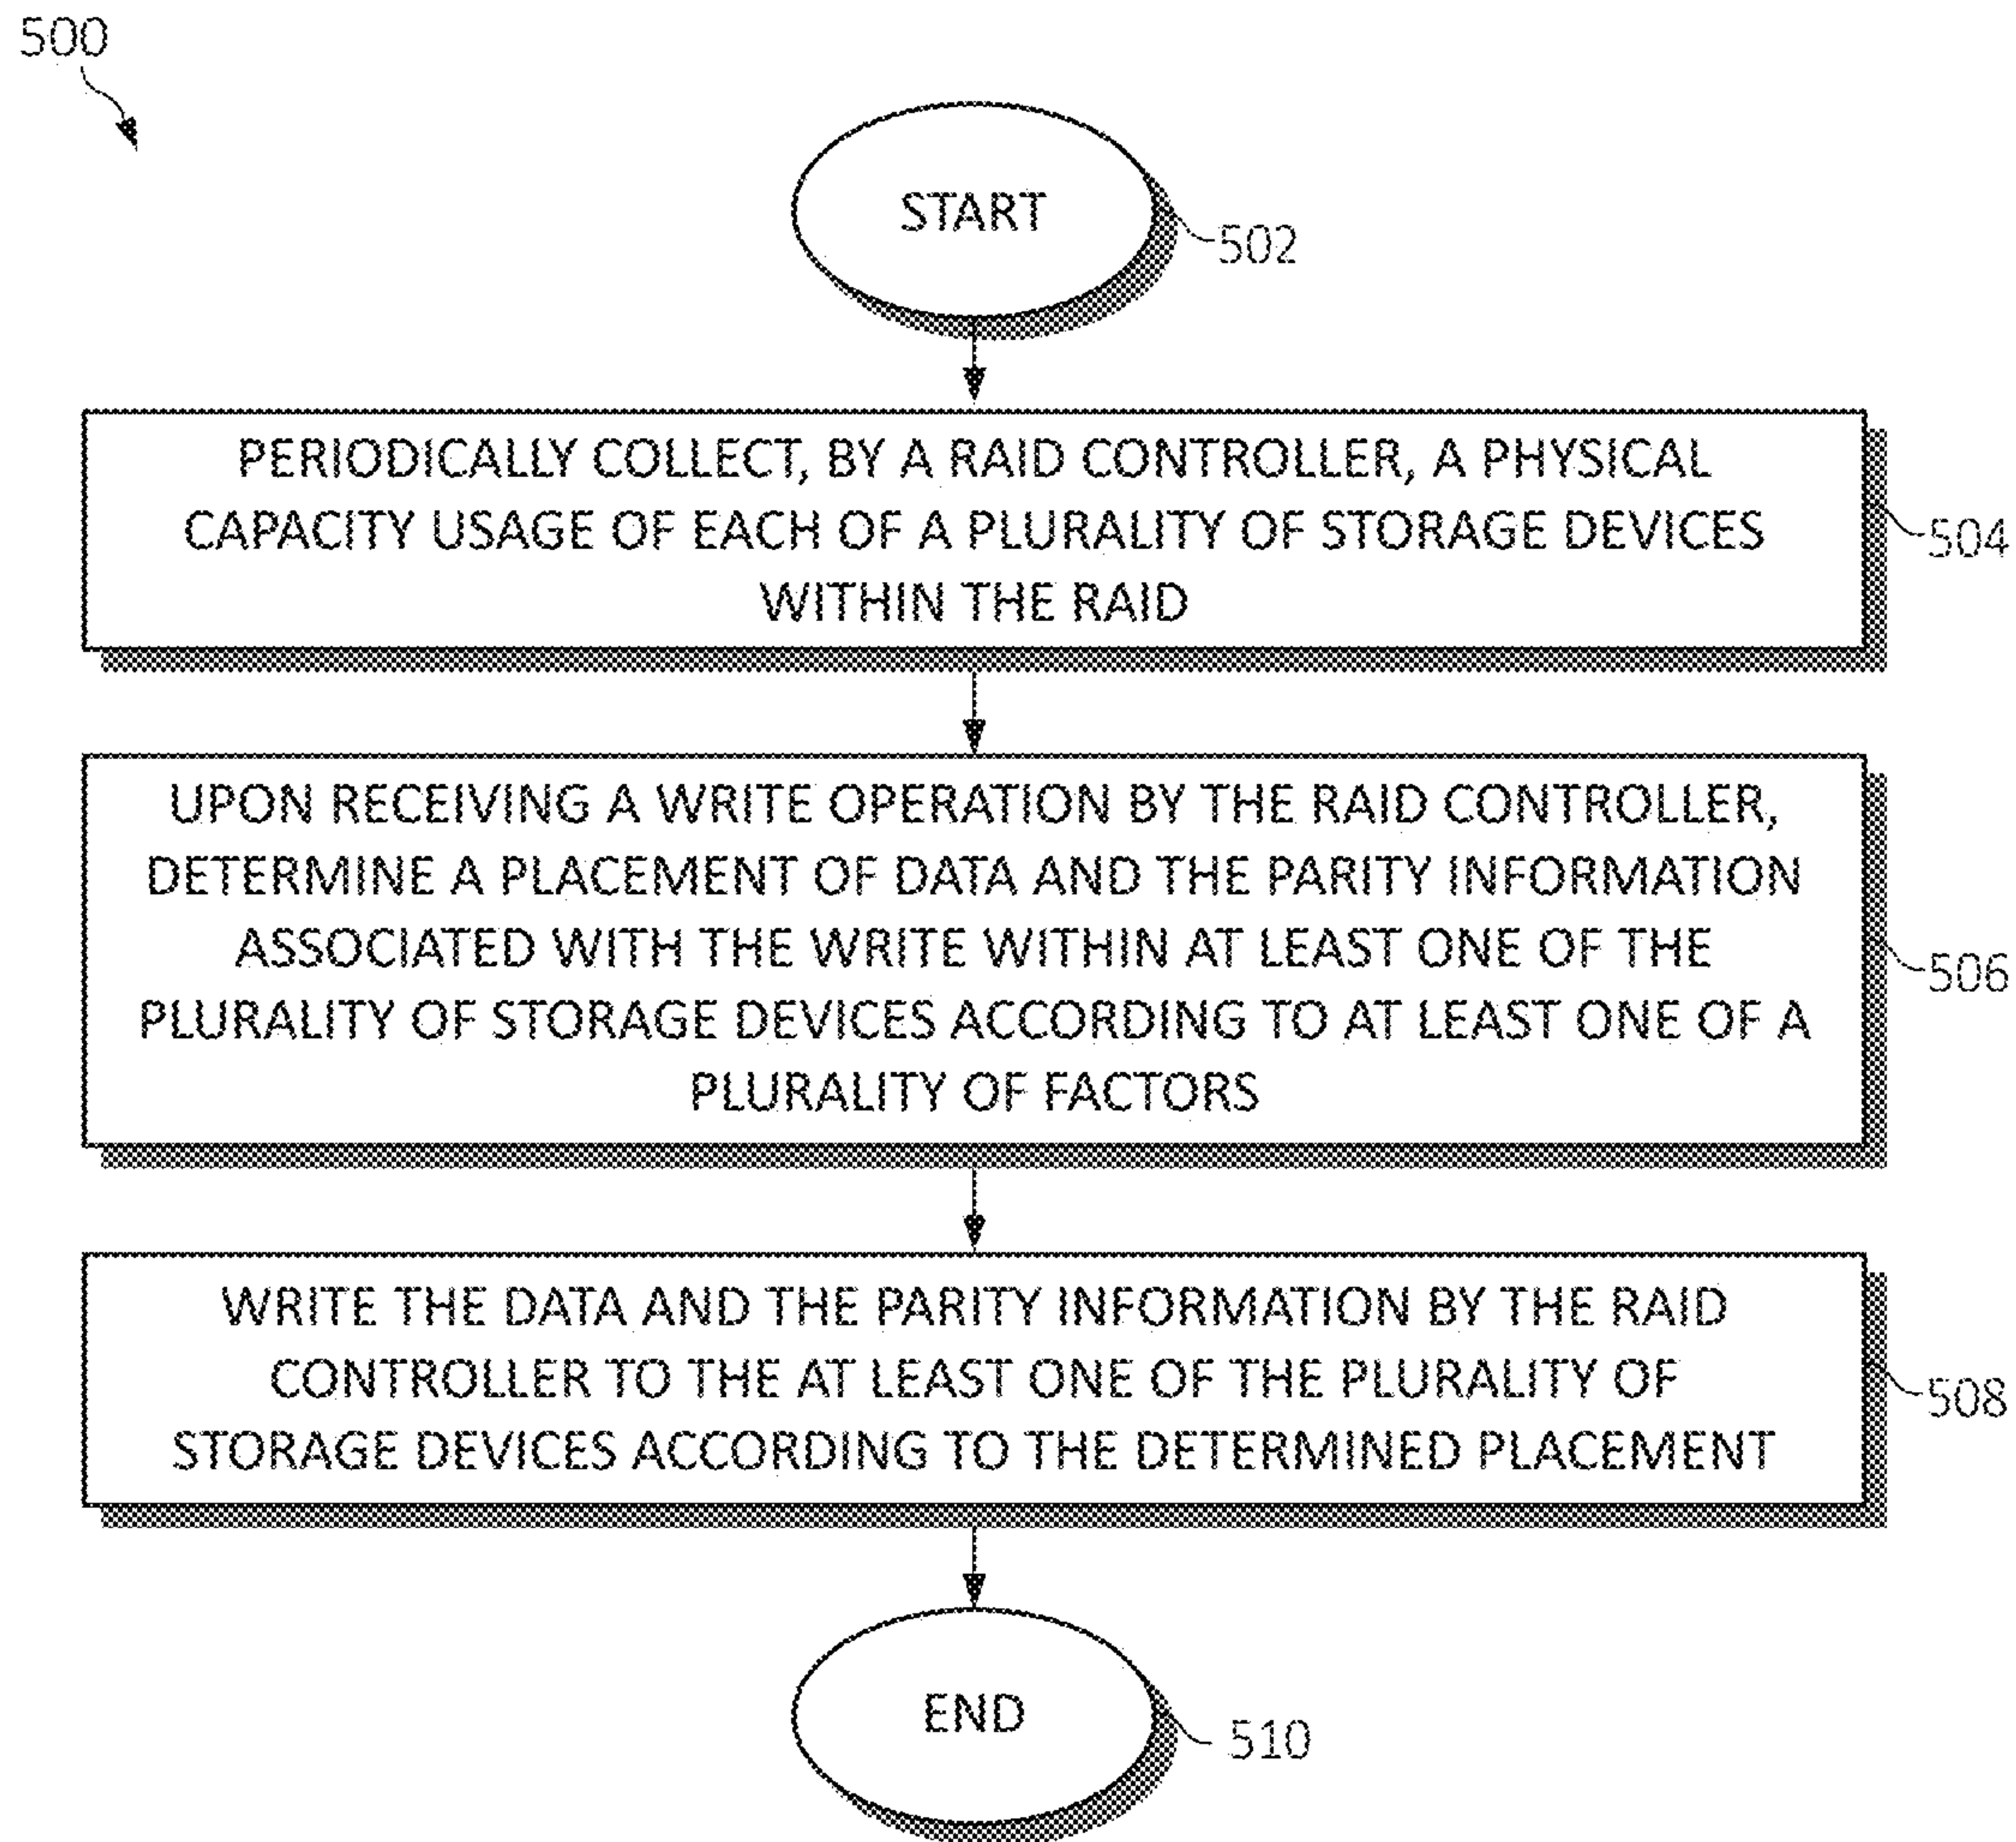 500
START
502
PERIODICALLY COLLECT, BY A RAID CONTROLLER, A PHYSICAL
CAPACITY USAGE OF EACH OF A PLURALITY OF STORAGE DEVICES
WITHIN THE RAID
504
UPON RECEIVING A WRITE OPERATION BY THE RAID CONTROLLER,
DETERMINE A PLACEMENT OF DATA AND THE PARITY INFORMATION
ASSOCIATED WITH THE WRITE WITHIN AT LEAST ONE OF THE
PLURALITY OF STORAGE DEVICES ACCORDING TO AT LEAST ONE OF A
PLURALITY OF FACTORS
506
WRITE THE DATA AND THE PARITY INFORMATION BY THE RAID
CONTROLLER TO THE AT LEAST ONE OF THE PLURALITY OF
STORAGE DEVICES ACCORDING TO THE DETERMINED PLACEMENT
508
END
510